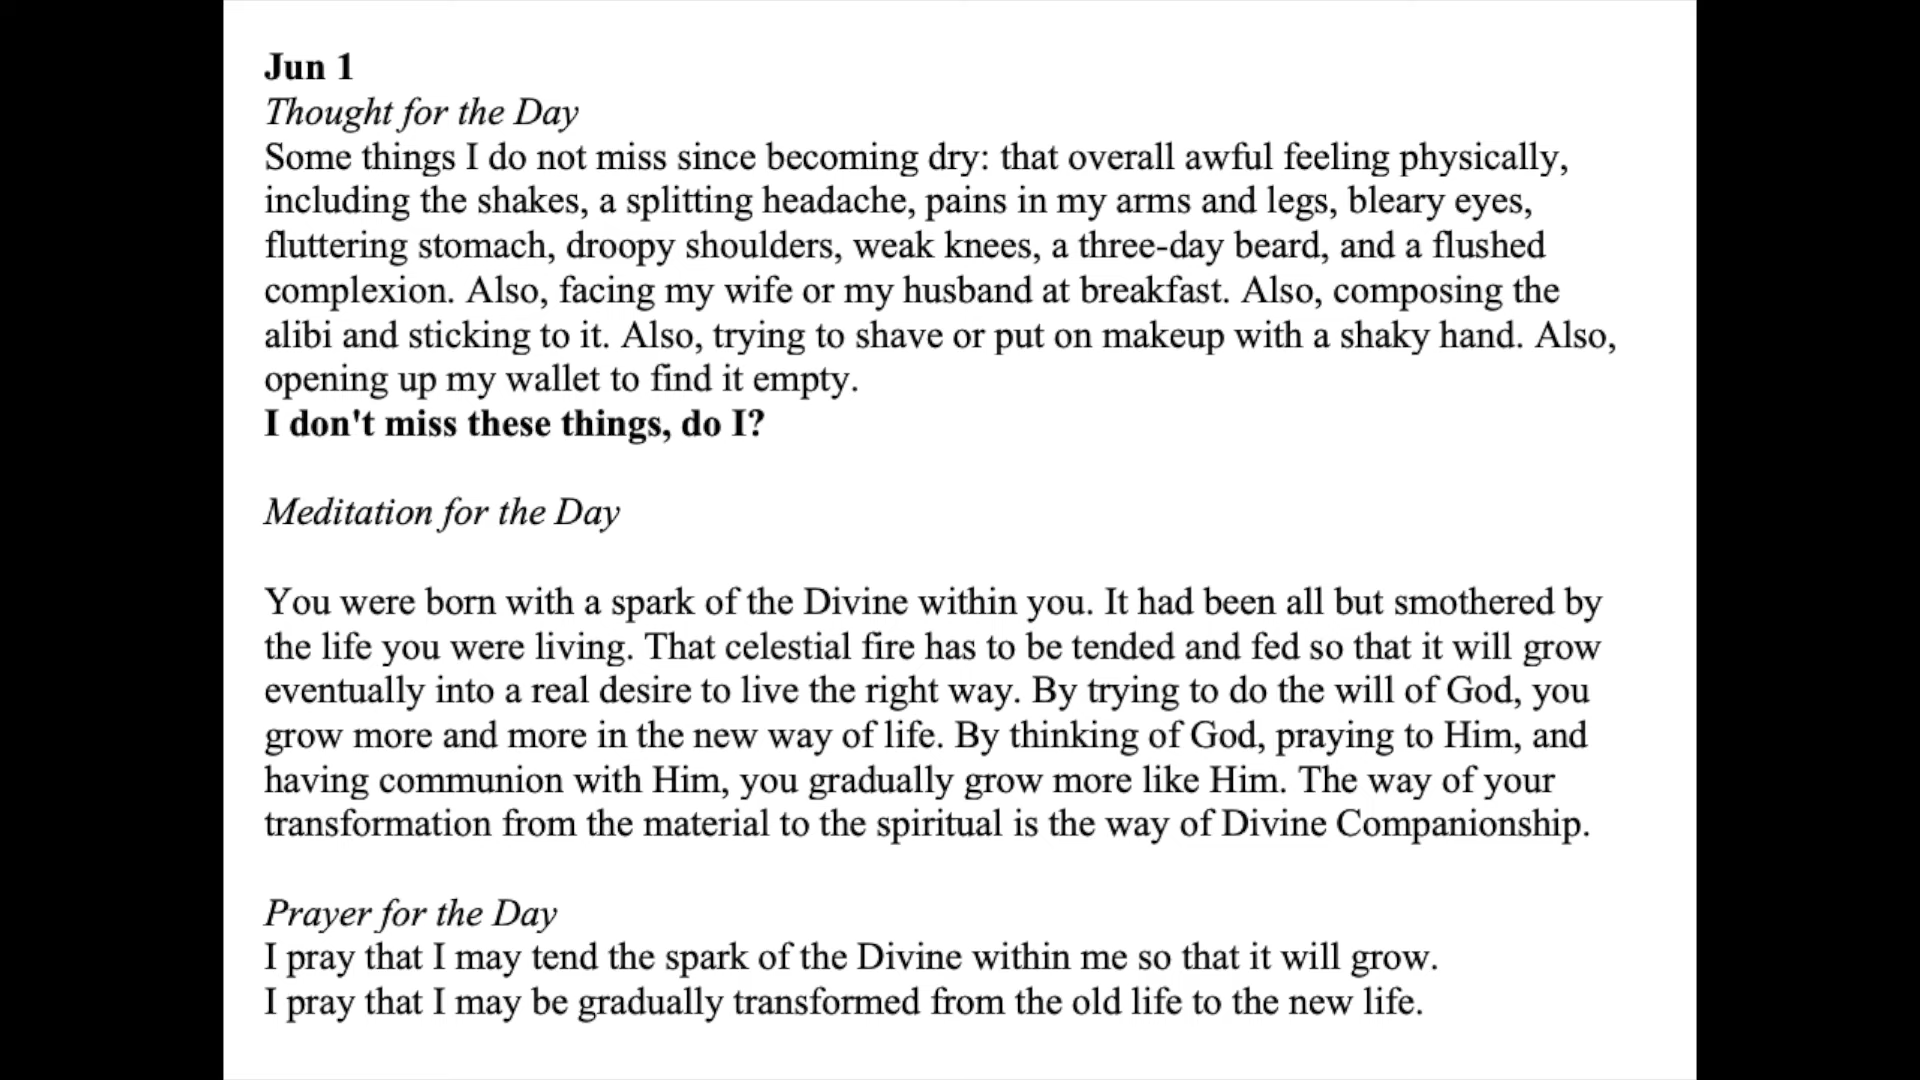 Jun 1
Thought for the Day
Some things I do not miss since becoming dry: that overall awful feeling physically,
including the shakes, a splitting headache, pains in my arms and legs, bleary eyes,
fluttering stomach, droopy shoulders, weak knees, a three-day beard, and a flushed
complexion. Also, facing my wife or my husband at breakfast. Also, composing the
alibi and sticking to it. Also, trying to shave or put on makeup with a shaky hand. Also,
opening up my wallet to find it empty.
I don't miss these things, do I?
Meditation for the Day
You were born with a spark of the Divine within you. It had been all but smothered by
the life you were living. That celestial fire has to be tended and fed so that it will grow
eventually into a real desire to live the right way. By trying to do the will of God, you
grow more and more in the new way of life. By thinking of God, praying to Him, and
having communion with Him, you gradually grow more like Him. The way of your
transformation from the material to the spiritual is the way of Divine Companionship.
Prayer for the Day
I pray that I may tend the spark of the Divine within me so that it will grow.
I pray that I may be gradually transformed from the old life to the new life.